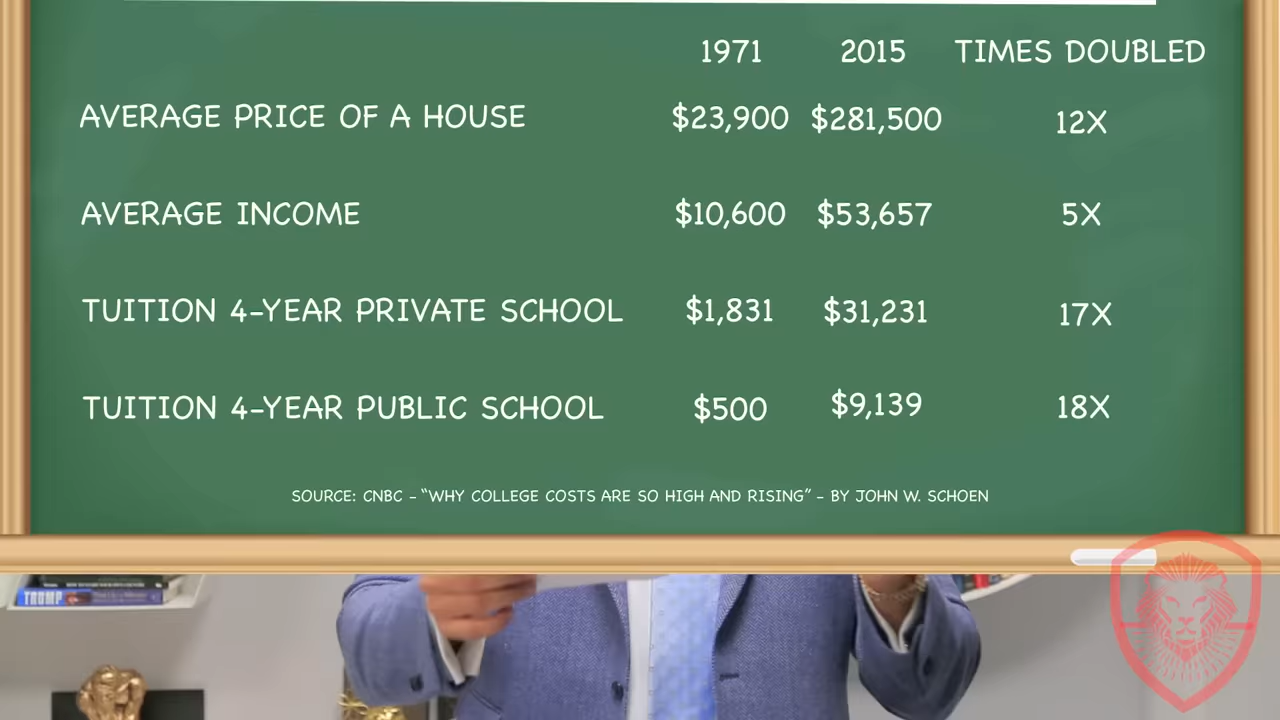 1971 2015 TIMES DOUBLED
AVERAGE PRICE OF A HOUSE $23,900 $281,500 12X
AVERAGE INCOME $10,600 $53,657 5X
TUITION 4-YEAR PRIVATE SCHOOL $1,831 $31,231 17X
TUITION 4-YEAR PUBLIC SCHOOL $500 $9,139 18X
SOURCE: CNBC - "WHY COLLEGE COSTS ARE SO HIGH AND RISING" - BY JOHN W. SCHOEN
TRUMP